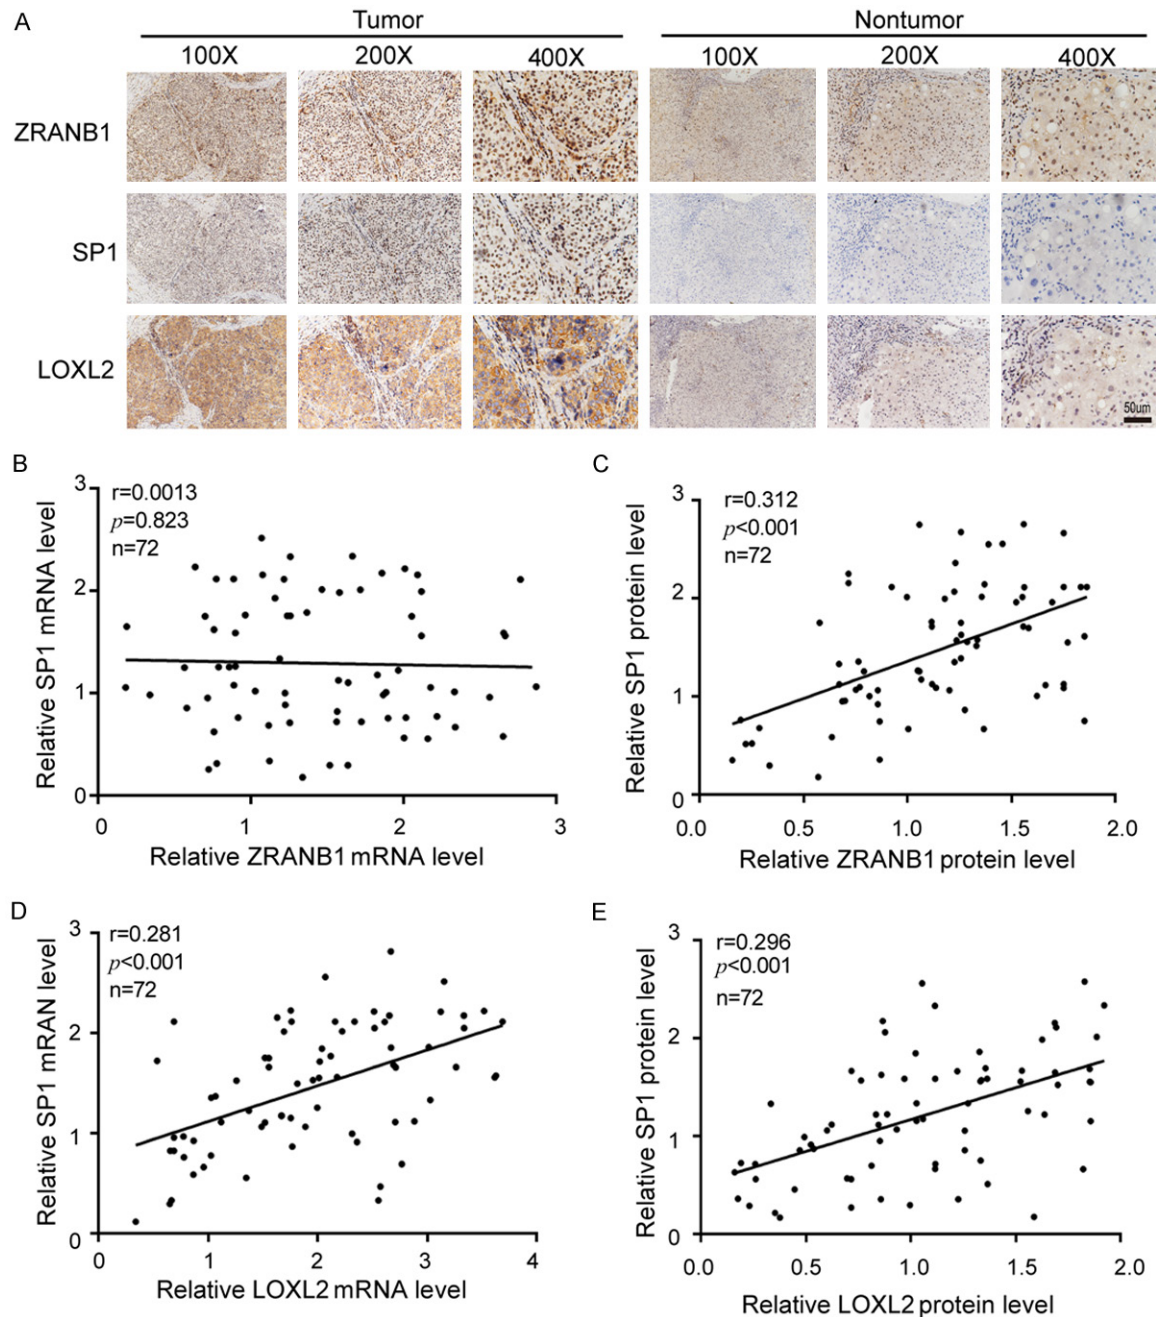 A
Tumor Nontumor
100X 200X 400X 100X 200X 400X
ZRANB1
SP1
LOXL2
50um
B
3
2
1
0
r=0.0013
p=0.823
n=72
Relative SP1 mRNA level
0 1 2 3
Relative ZRANB1 mRNA level
C
3
2
1
0
r=0.312
p<0.001
n=72
Relative SP1 protein level
0.0 0.5 1.0 1.5 2.0
Relative ZRANB1 protein level
D
3
2
1
0
r=0.281
p<0.001
n=72
Relative SP1 mRAN level
0 1 2 3 4
Relative LOXL2 mRNA level
E
3
2
1
0
r=0.296
p<0.001
n=72
Relative SP1 protein level
0.0 0.5 1.0 1.5 2.0
Relative LOXL2 protein level